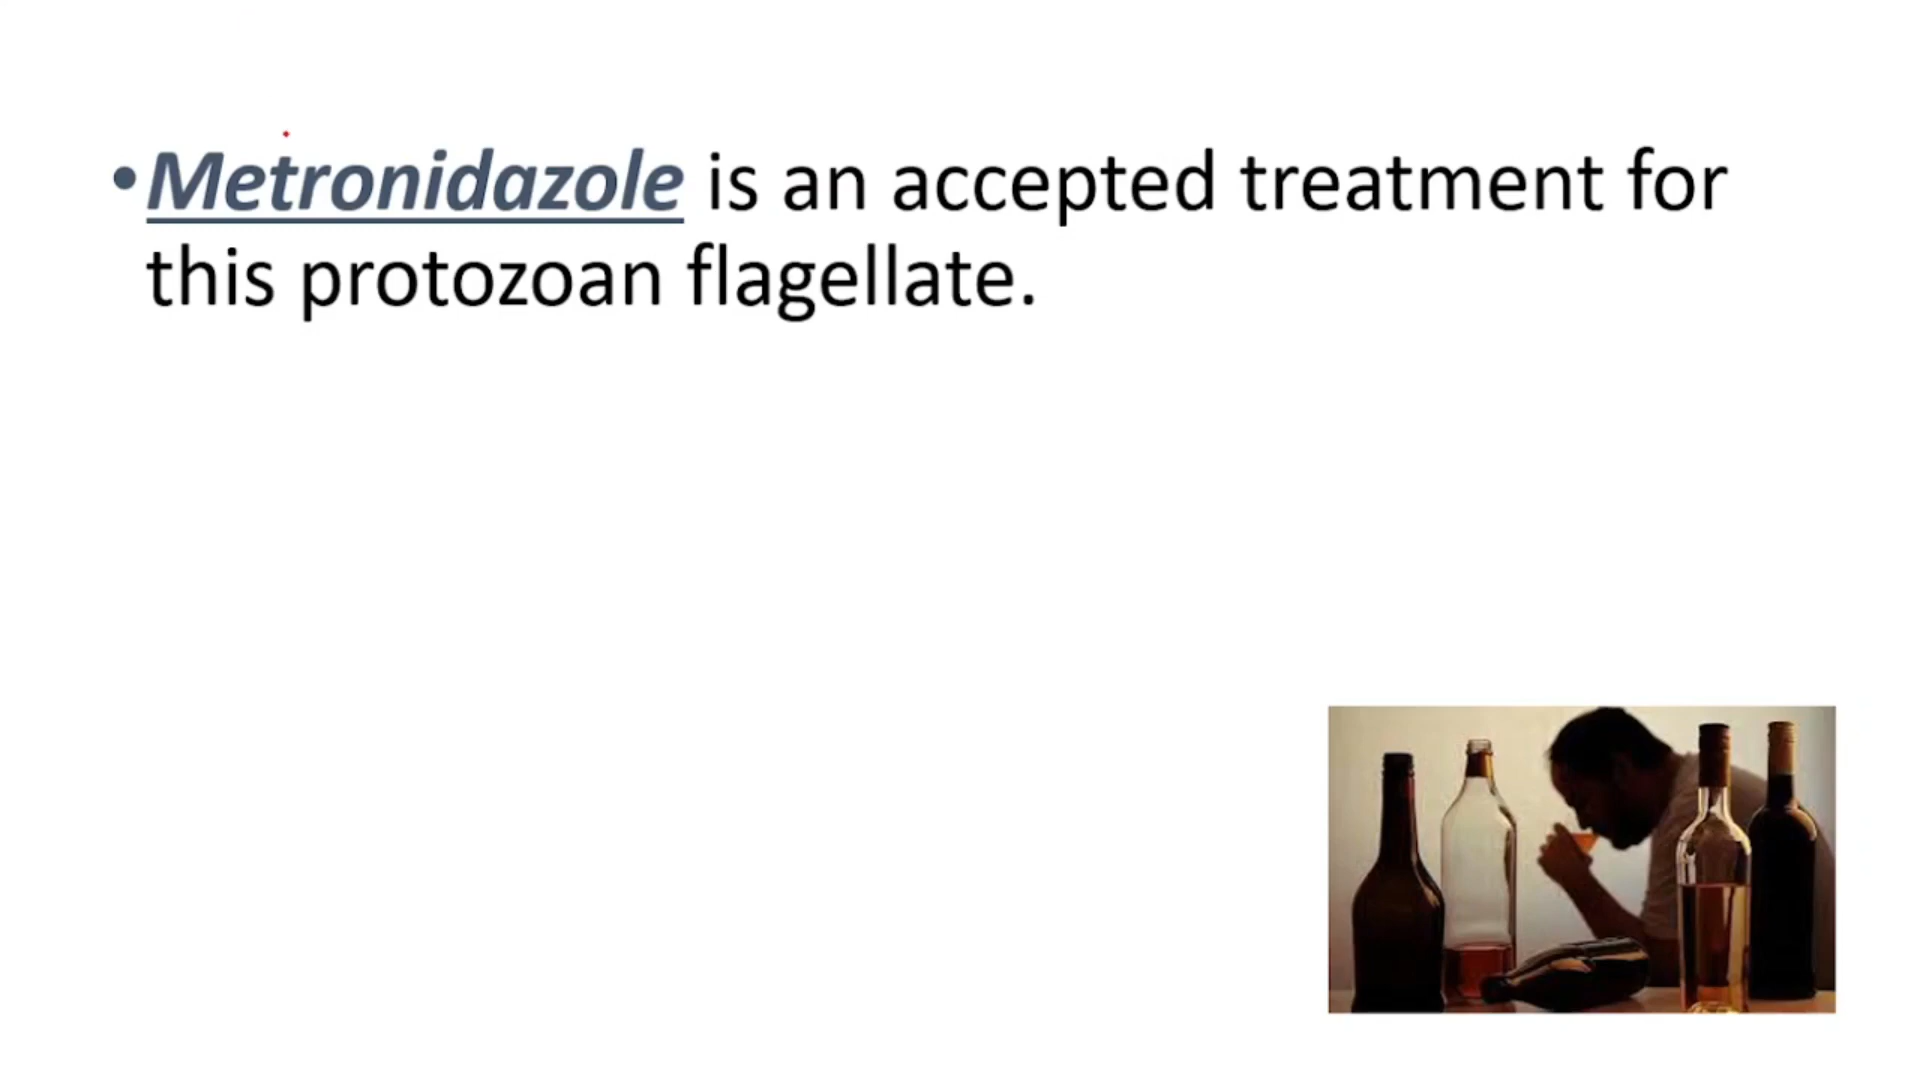 •Metronidazole is an accepted treatment for
this protozoan flagellate.